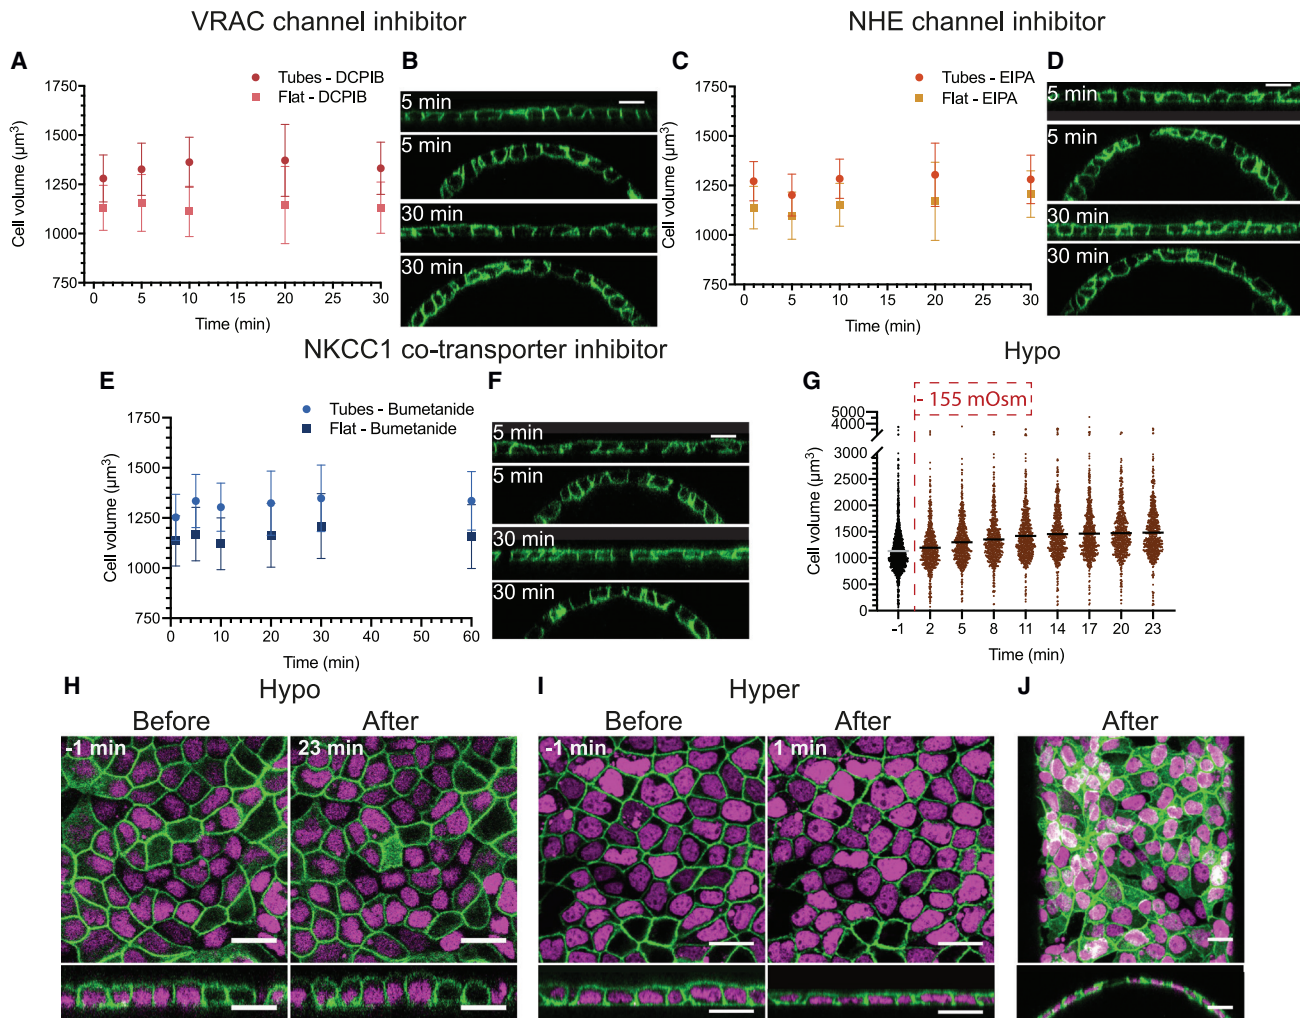 VRAC channel inhibitor
NHE channel inhibitor
A
Tubes - DCPIB
Flat - DCPIB
Cell volume (µm³)
1750
1500
1250
1000
750
0 5 10 15 20 25 30
Time (min)
B
5 min
5 min
30 min
30 min
C
Tubes - EIPA
Flat - EIPA
Cell volume (µm³)
1750
1500
1250
1000
750
0 5 10 15 20 25 30
Time (min)
D
5 min
5 min
30 min
30 min
NKCC1 co-transporter inhibitor
Hypo
E
Tubes - Bumetanide
Flat - Bumetanide
Cell volume (µm³)
1750
1500
1250
1000
750
0 10 20 30 40 50 60
Time (min)
F
5 min
5 min
30 min
30 min
G
- 155 mOsm
Cell volume (µm³)
5000
4000
3000
2500
2000
1500
1000
500
0
-1 2 5 8 11 14 17 20 23
Time (min)
H
Hypo
Before After
-1 min 23 min
I
Hyper
Before After
-1 min 1 min
J
After